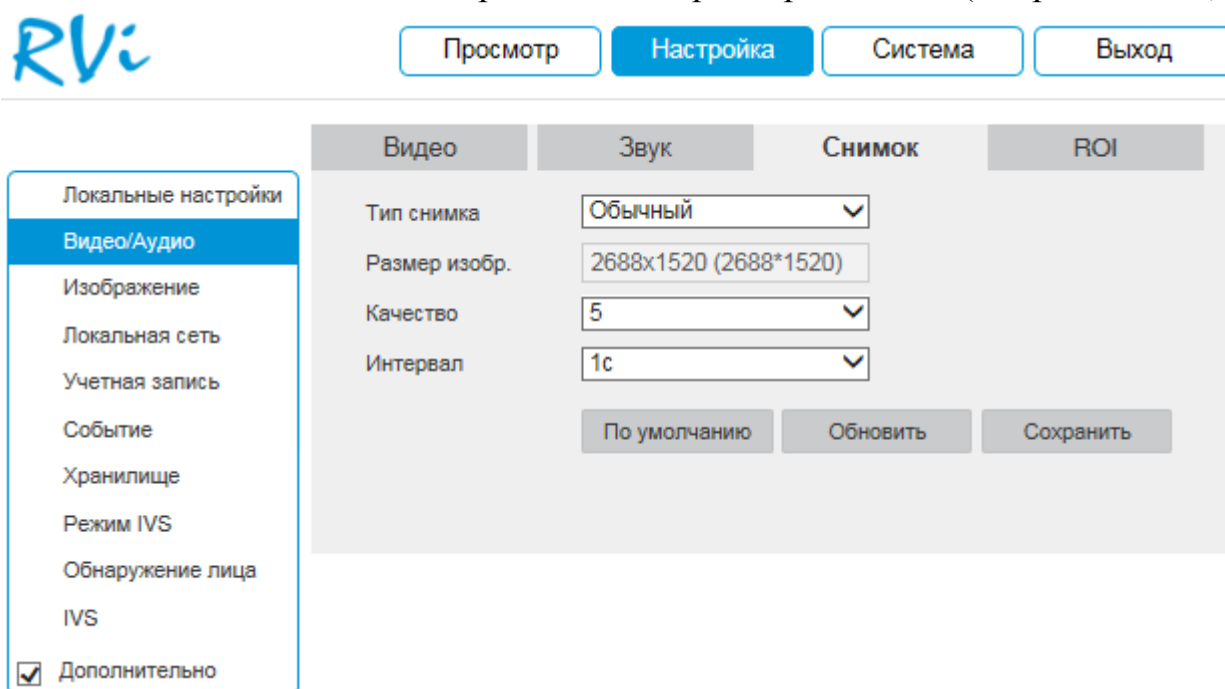 RVi
Просмотр Настройка Система Выход
Видео Звук Снимок ROI
Локальные настройки
Видео/Аудио
Изображение
Локальная сеть
Учетная запись
Событие
Хранилище
Режим IVS
Обнаружение лица
IVS
Дополнительно
Тип снимка Обычный
Размер изобр. 2688x1520 (2688*1520)
Качество 5
Интервал 1с
По умолчанию Обновить Сохранить